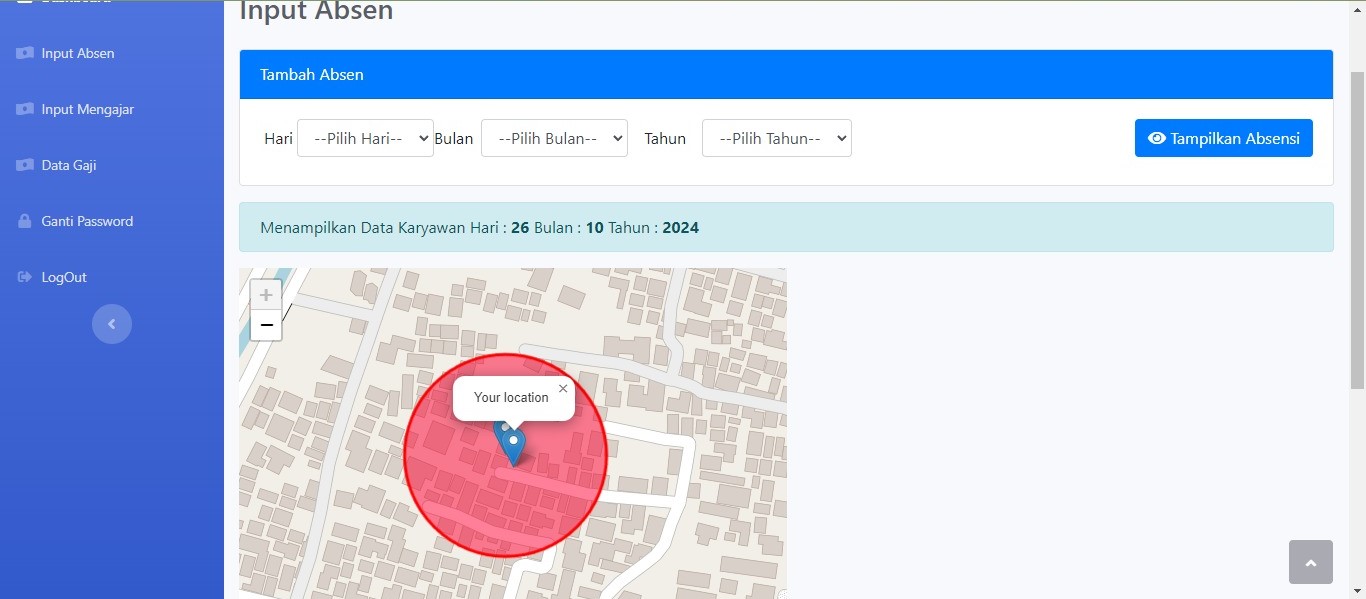 Input Absen
Input Absen
Tambah Absen
Input Mengajar
Hari --Pilih Hari-- Bulan --Pilih Bulan-- Tahun --Pilih Tahun-- Tampilkan Absensi
Data Gaji
Ganti Password
Menampilkan Data Karyawan Hari : 26 Bulan : 10 Tahun : 2024
LogOut
+
−
Your location ×